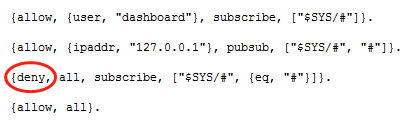 {allow, {user, "dashboard"}, subscribe, ["$SYS/#"]}.
{allow, {ipaddr, "127.0.0.1"}, pubsub, ["$SYS/#", "#"]}.
{deny, all, subscribe, ["$SYS/#", {eq, "#"}]}.
{allow, all}.